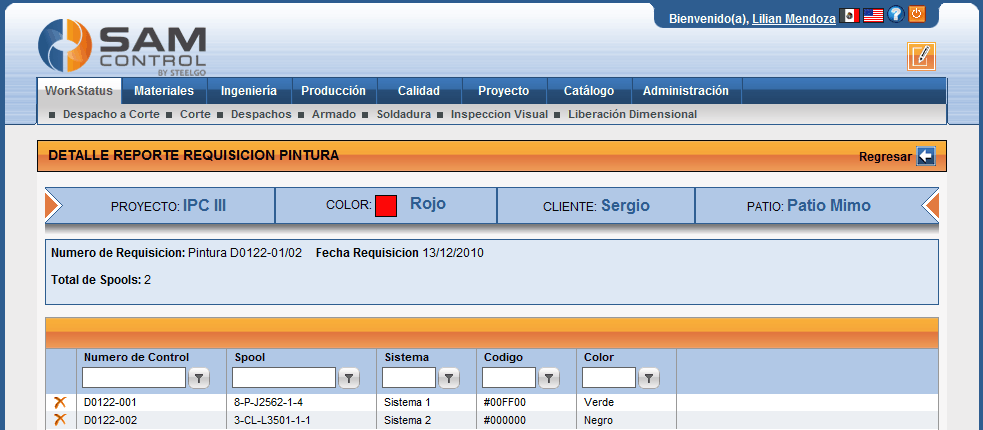 Bienvenido(a), Lilian Mendoza ?
SAM
CONTROL
BY STEELGO
WorkStatus Materiales Ingeniería Producción Calidad Proyecto Catálogo Administración
Despacho a Corte Corte Despachos Armado Soldadura Inspeccion Visual Liberación Dimensional
DETALLE REPORTE REQUISICION PINTURA Regresar
PROYECTO: IPC III COLOR: Rojo CLIENTE: Sergio PATIO: Patio Mimo
Numero de Requisicion: Pintura D0122-01/02 Fecha Requisicion 13/12/2010
Total de Spools: 2
Numero de Control Spool Sistema Codigo Color
D0122-001 8-P-J2562-1-4 Sistema 1 #00FF00 Verde
D0122-002 3-CL-L3501-1-1 Sistema 2 #000000 Negro